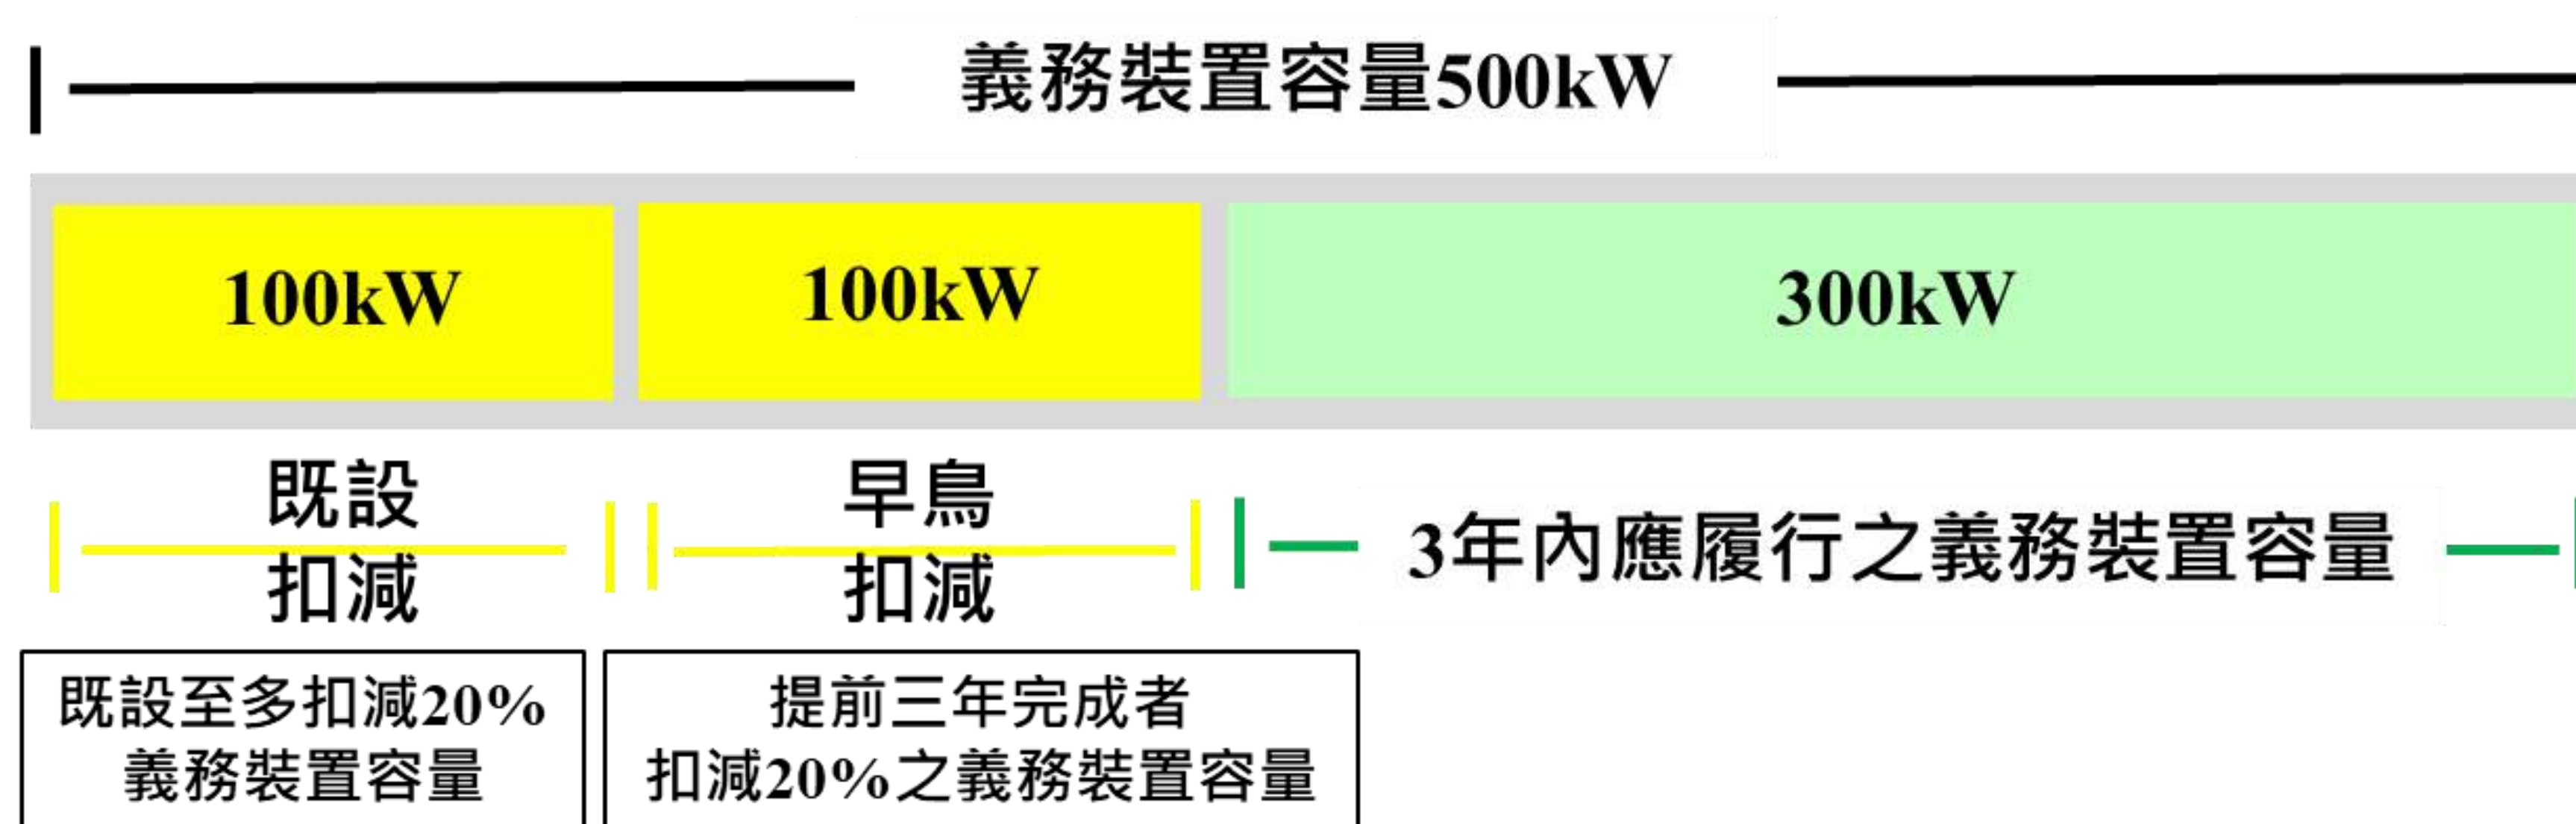 義務裝置容量500kW
100kW
100kW
300kW
既設
扣減
早鳥
扣減
3年內應履行之義務裝置容量
既設至多扣減20%
義務裝置容量
提前三年完成者
扣減20%之義務裝置容量